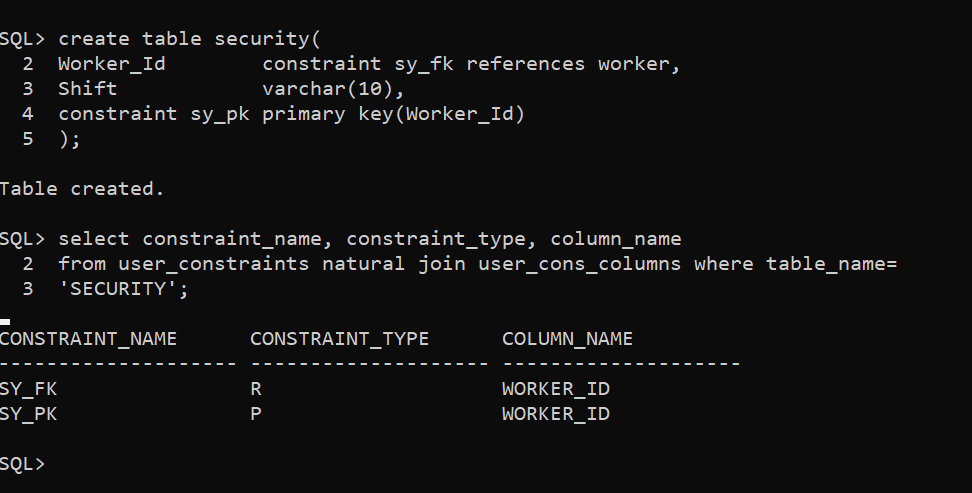 SQL> create table security(
  2  Worker_Id        constraint sy_fk references worker,
  3  Shift            varchar(10),
  4  constraint sy_pk primary key(Worker_Id)
  5  );
Table created.
SQL> select constraint_name, constraint_type, column_name
  2  from user_constraints natural join user_cons_columns where table_name=
  3  'SECURITY';
CONSTRAINT_NAME      CONSTRAINT_TYPE      COLUMN_NAME
-------------------- -------------------- --------------------
SY_FK                R                    WORKER_ID
SY_PK                P                    WORKER_ID
SQL>